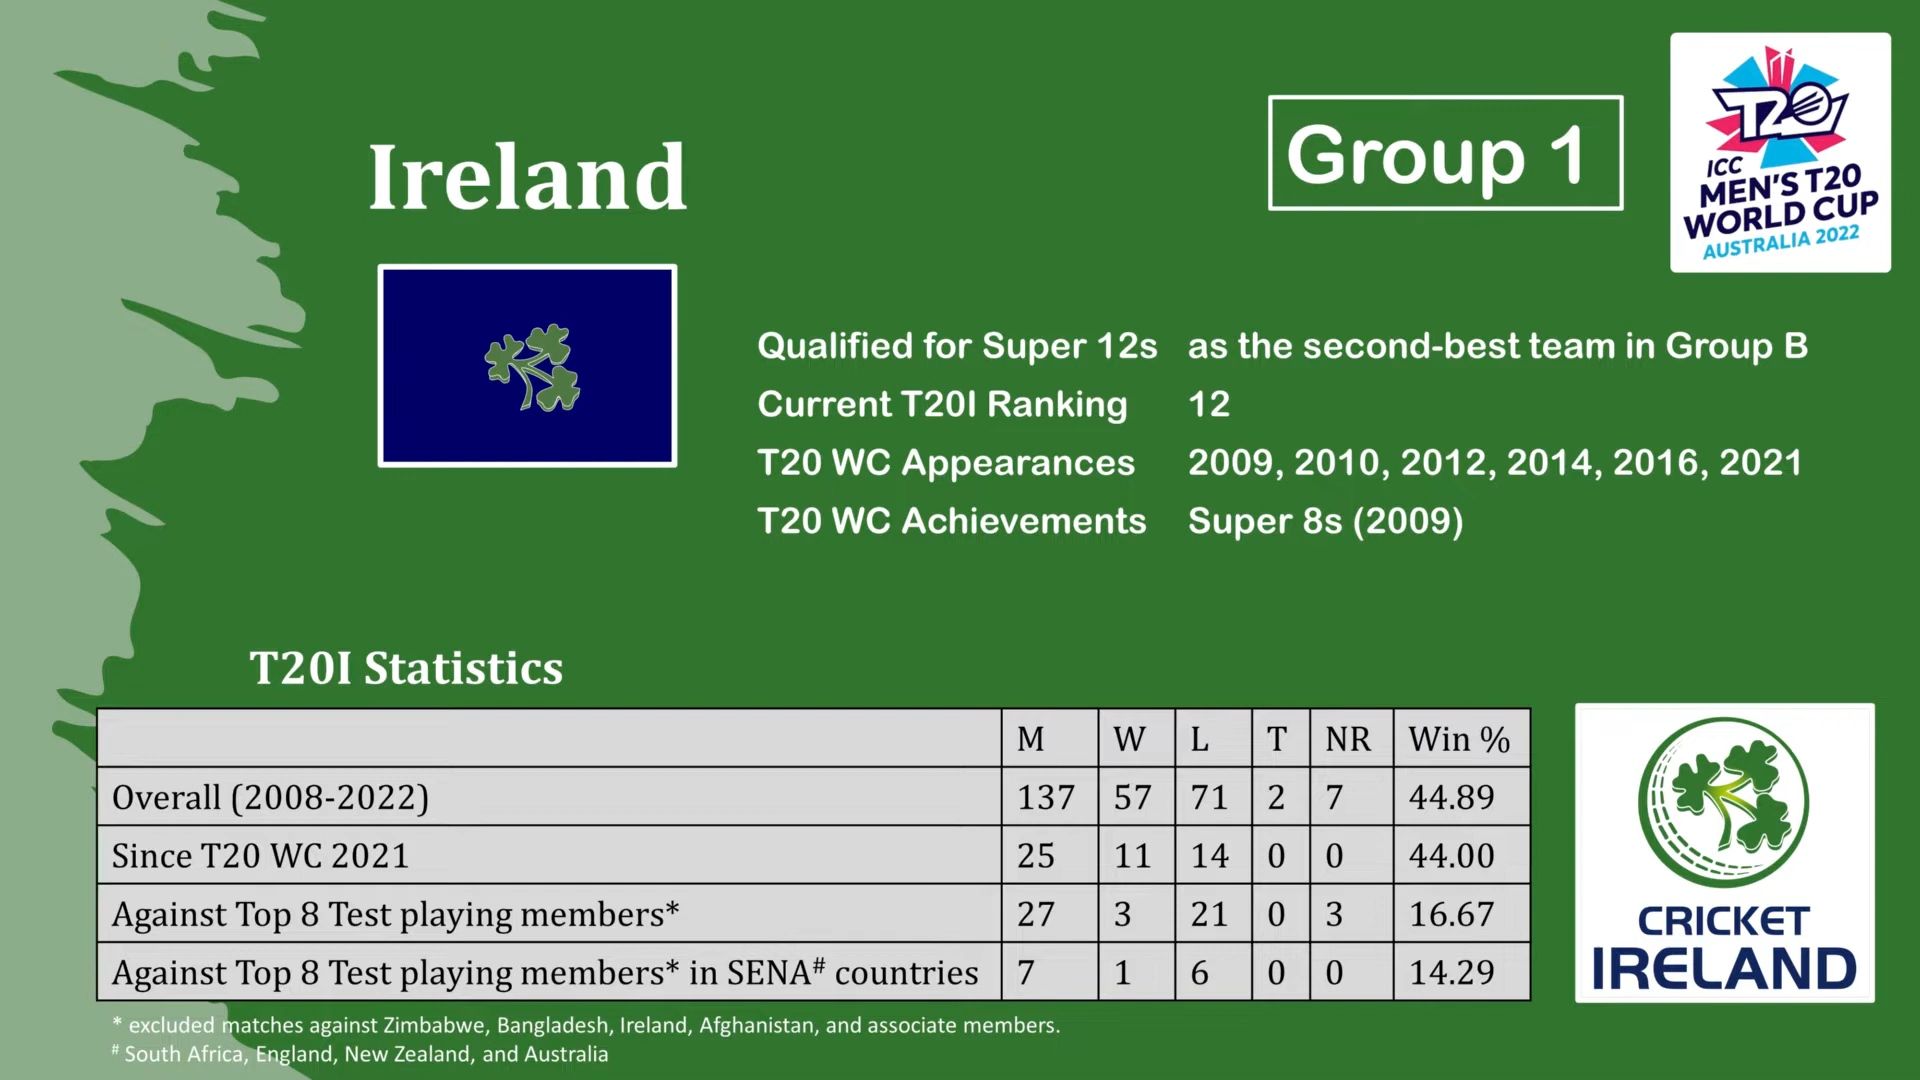 Ireland
Group 1
T20
ICC
MEN'S T20
WORLD CUP
AUSTRALIA 2022
Qualified for Super 12s as the second-best team in Group B
Current T20I Ranking 12
T20 WC Appearances 2009, 2010, 2012, 2014, 2016, 2021
T20 WC Achievements Super 8s (2009)
T20I Statistics
M W L T NR Win %
Overall (2008-2022) 137 57 71 2 7 44.89
Since T20 WC 2021 25 11 14 0 0 44.00
Against Top 8 Test playing members* 27 3 21 0 3 16.67
Against Top 8 Test playing members* in SENA# countries 7 1 6 0 0 14.29
CRICKET
IRELAND
* excluded matches against Zimbabwe, Bangladesh, Ireland, Afghanistan, and associate members.
# South Africa, England, New Zealand, and Australia